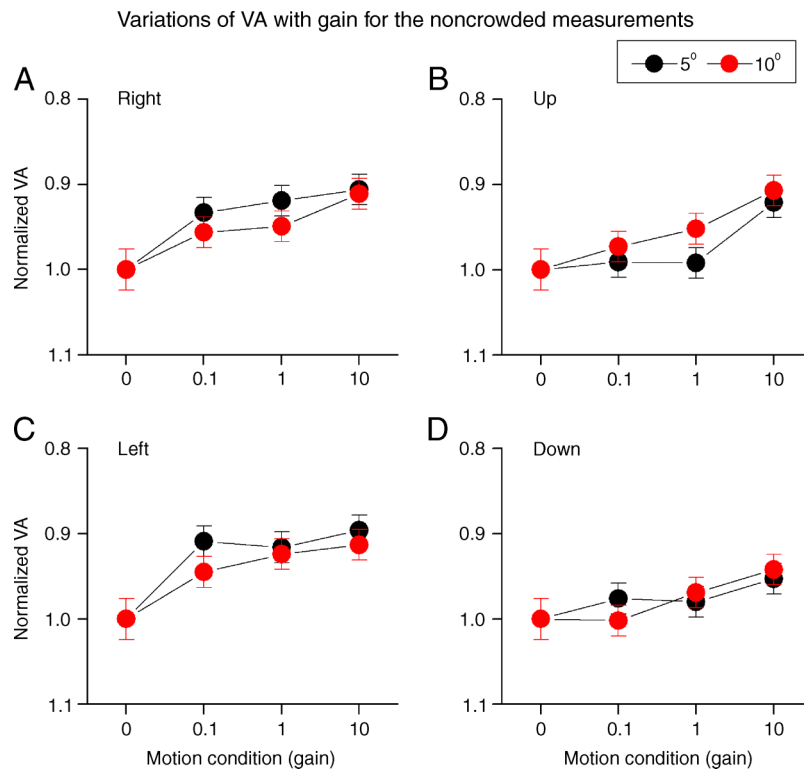 Variations of VA with gain for the noncrowded measurements
5° 10°
A
Right
0.8
0.9
1.0
1.1
Normalized VA
0 0.1 1 10
B
Up
0.8
0.9
1.0
1.1
0 0.1 1 10
C
Left
0.8
0.9
1.0
1.1
Normalized VA
0 0.1 1 10
Motion condition (gain)
D
Down
0.8
0.9
1.0
1.1
0 0.1 1 10
Motion condition (gain)